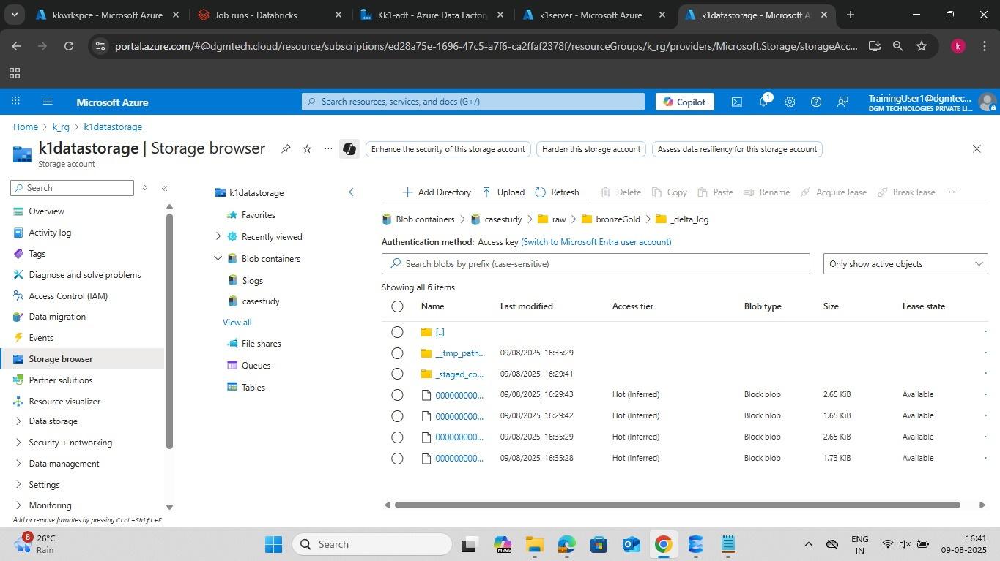 kkwrkspce - Microsoft Azure
Job runs - Databricks
Kk1-adf - Azure Data Factor
k1server - Microsoft Azure
k1datastorage - Microsoft A
portal.azure.com/#@dgmtech.cloud/resource/subscriptions/ed28a75e-1696-47c5-a7f6-ca2ffaf2378f/resourceGroups/k_rg/providers/Microsoft.Storage/storageAcc...
k
Microsoft Azure
Search resources, services, and docs (G+/)
Copilot
1
TrainingUser1@dgmtec...
DGM TECHNOLOGIES PRIVATE LI...
Home > k_rg > k1datastorage
k1datastorage | Storage browser
Storage account
...
Enhance the security of this storage account
Harden this storage account
Assess data resiliency for this storage account
Search
Overview
Activity log
Tags
Diagnose and solve problems
Access Control (IAM)
Data migration
Events
Storage browser
Partner solutions
Resource visualizer
Data storage
Security + networking
Data management
Settings
Monitoring
Add or remove favorites by pressing Ctrl+Shift+F
k1datastorage
Favorites
Recently viewed
Blob containers
$logs
casestudy
View all
File shares
Queues
Tables
Add Directory
Upload
Refresh
Delete
Copy
Paste
Rename
Acquire lease
Break lease
...
Blob containers > casestudy > raw > bronzeGold > _delta_log
Authentication method: Access key (Switch to Microsoft Entra user account)
Search blobs by prefix (case-sensitive)
Only show active objects
Showing all 6 items
Name Last modified Access tier Blob type Size Lease state
[..]
__tmp_path... 09/08/2025, 16:35:29
_staged_co... 09/08/2025, 16:29:41
000000000... 09/08/2025, 16:29:43 Hot (Inferred) Block blob 2.65 KiB Available
000000000... 09/08/2025, 16:29:42 Hot (Inferred) Block blob 1.65 KiB Available
000000000... 09/08/2025, 16:35:29 Hot (Inferred) Block blob 2.65 KiB Available
000000000... 09/08/2025, 16:35:28 Hot (Inferred) Block blob 1.73 KiB Available
8
26°C
Rain
Search
M365
ENG
IN
16:41
09-08-2025